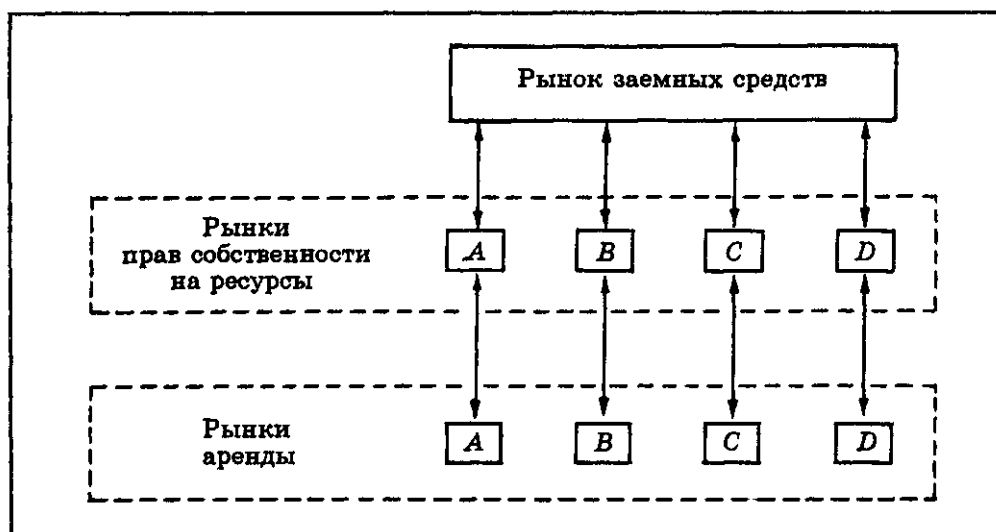 Рынок заемных средств
Рынки
прав собственности
на ресурсы
A B C D
Рынки
аренды
A B C D